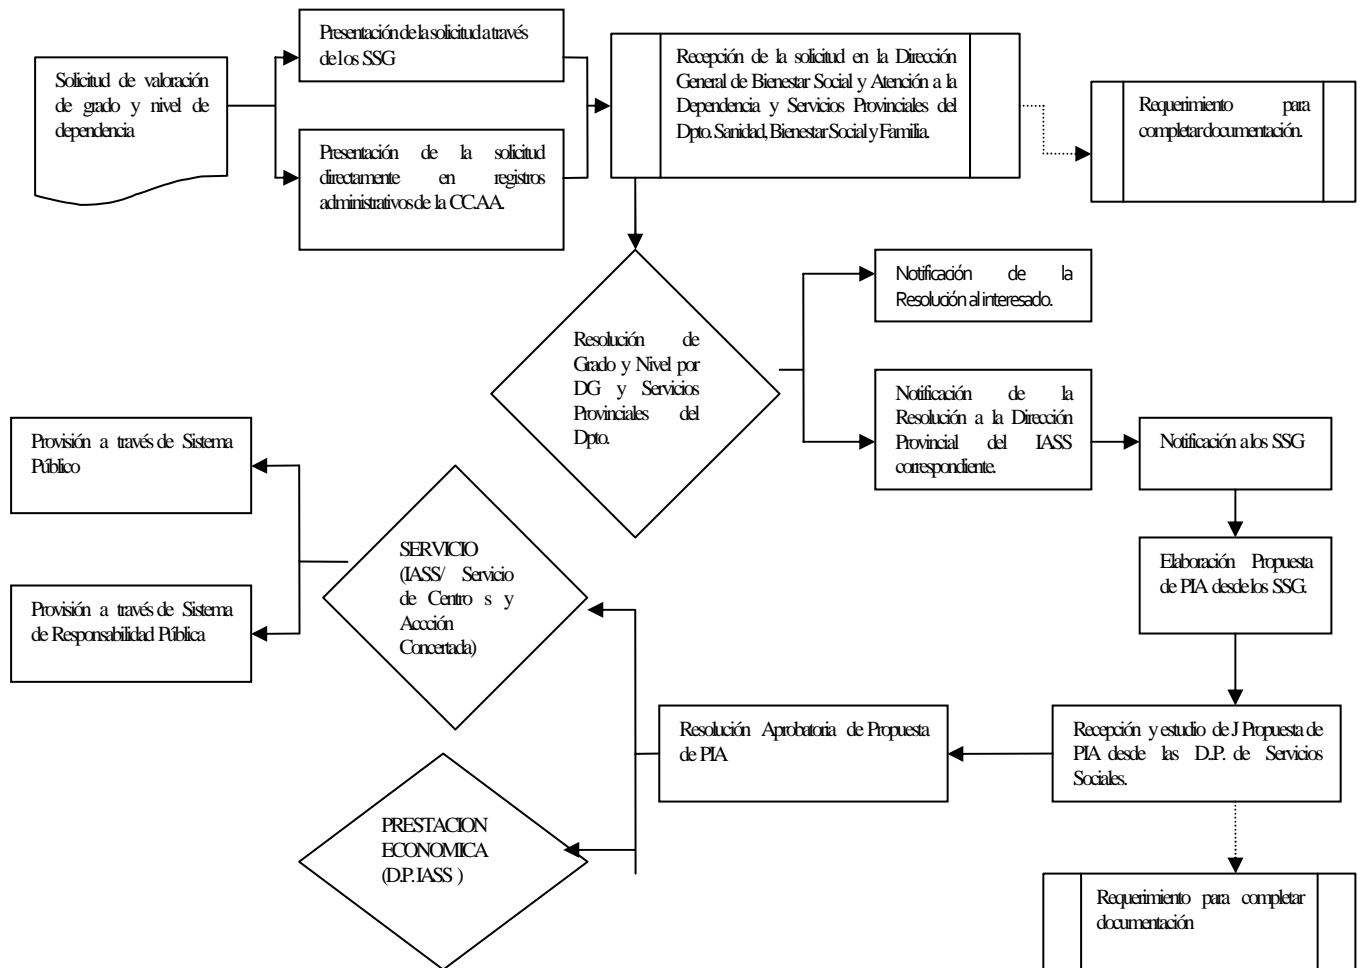 Solicitud de valoración
de grado y nivel de
dependencia
Presentación de la solicitud a través
de los SSG
Presentación de la solicitud
directamente en registros
administrativos de la CC.AA.
Recepción de la solicitud en la Dirección
General de Bienestar Social y Atención a la
Dependencia y Servicios Provinciales del
Dpto. Sanidad, Bienestar Social y Familia.
Requerimiento para
completar documentación.
Resolución de
Grado y Nivel por
DG y Servicios
Provinciales del
Dpto.
Notificación de la
Resolución al interesado.
Notificación de la
Resolución a la Dirección
Provincial del IASS
correspondiente.
Notificación a los SSG
Elaboración Propuesta
de PIA desde los SSG.
Recepción y estudio de J Propuesta de
PIA desde las D.P. de Servicios
Sociales.
Requerimiento para completar
documentación
Resolución Aprobatoria de Propuesta
de PIA
SERVICIO
(IASS/ Servicio
de Centro s y
Accción
Concertada)
PRESTACION
ECONOMICA
(D.P. IASS )
Provisión a través de Sistema
Público
Provisión a través de Sistema
de Responsabilidad Pública